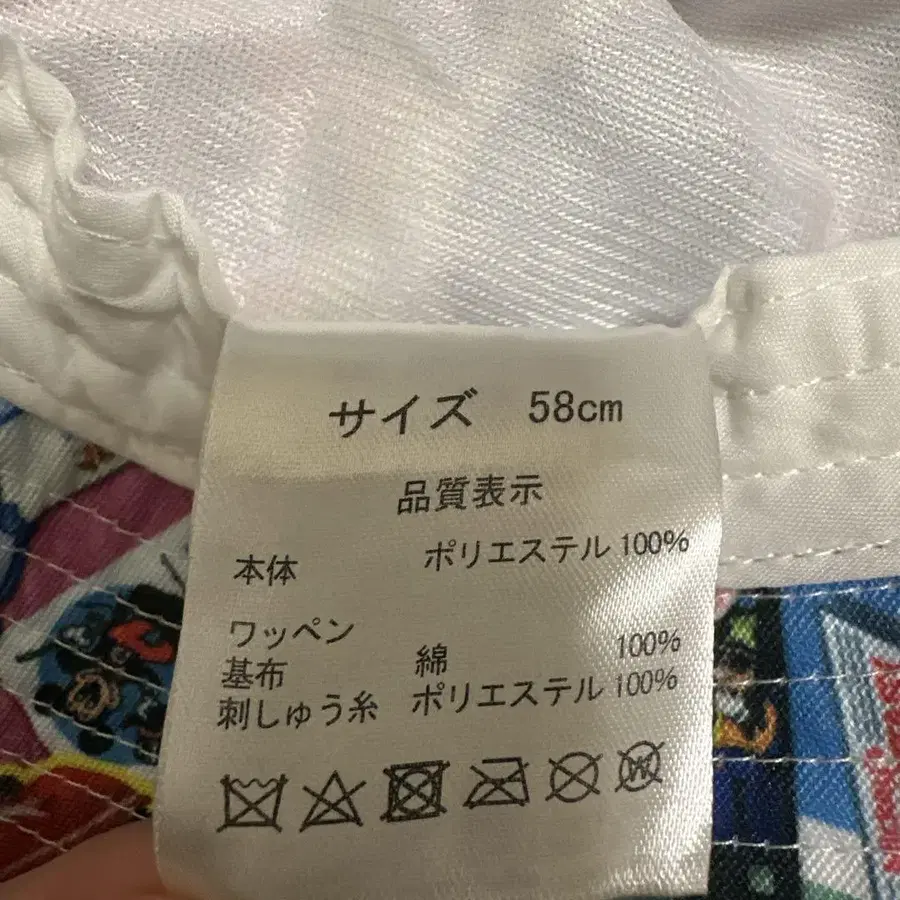 サイズ 58cm
品質表示
本体 ポリエステル 100%
ワッペン
基布 綿 100%
刺しゅう糸 ポリエステル 100%
W